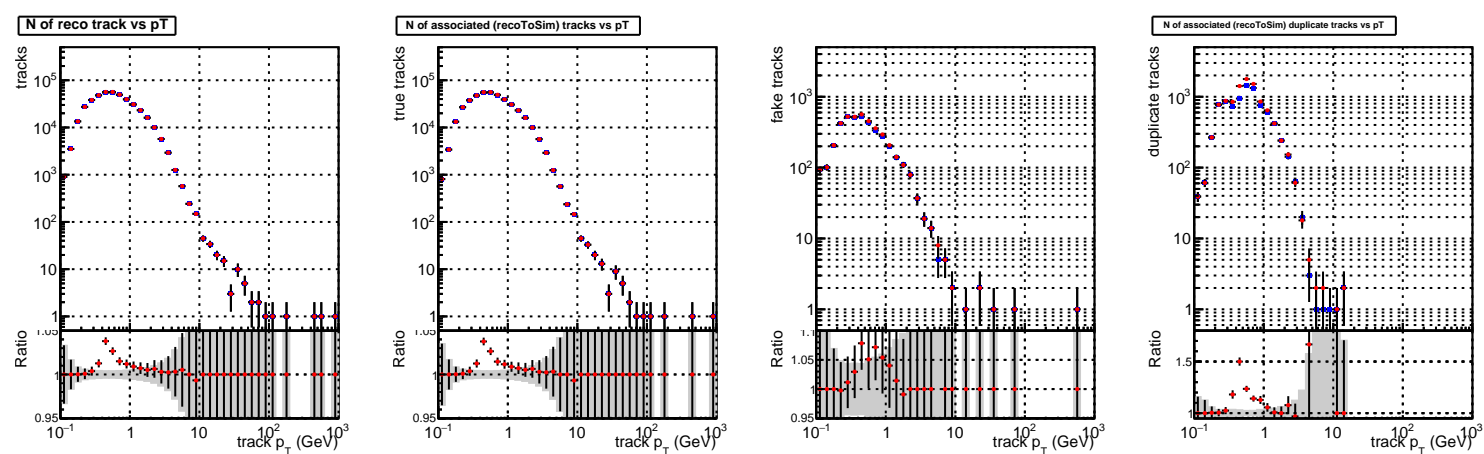 N of reco track vs pT
tracks
10^5
10^4
10^3
10^2
10
1
Ratio
1.05
1
0.95
10^-1 1 10 10^2 10^3
track p_T (GeV)
N of associated (recoToSim) tracks vs pT
true tracks
10^5
10^4
10^3
10^2
10
1
Ratio
1.05
1
0.95
10^-1 1 10 10^2 10^3
track p_T (GeV)
fake tracks
10^3
10^2
10
1
Ratio
1.1
1.05
1
0.95
10^-1 1 10 10^2 10^3
track p_T (GeV)
N of associated (recoToSim) duplicate tracks vs pT
duplicate tracks
10^3
10^2
10
1
Ratio
1.5
1
10^-1 1 10 10^2 10^3
track p_T (GeV)